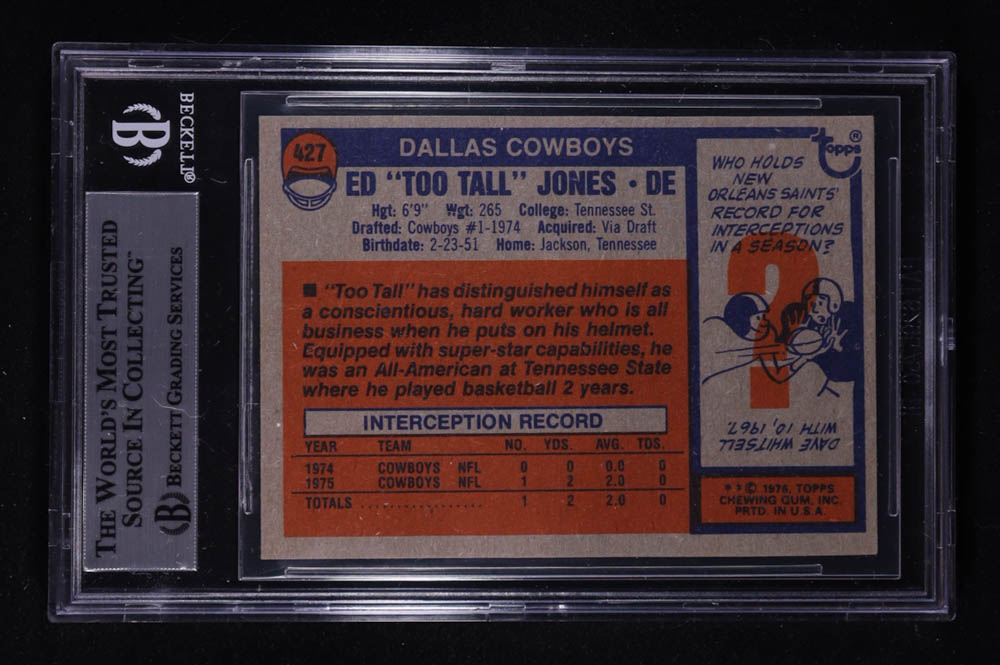 BECKETT®
B
THE WORLD'S MOST TRUSTED
SOURCE IN COLLECTING™
B BECKETT GRADING SERVICES
427
DALLAS COWBOYS
ED "TOO TALL" JONES · DE
Hgt: 6'9" Wgt: 265 College: Tennessee St.
Drafted: Cowboys #1-1974 Acquired: Via Draft
Birthdate: 2-23-51 Home: Jackson, Tennessee
■ "Too Tall" has distinguished himself as
a conscientious, hard worker who is all
business when he puts on his helmet.
Equipped with super-star capabilities, he
was an All-American at Tennessee State
where he played basketball 2 years.
INTERCEPTION RECORD
YEAR TEAM NO. YDS. AVG. TDS.
1974 COWBOYS NFL 0 0 0.0 0
1975 COWBOYS NFL 1 2 2.0 0
TOTALS .................. 1 2 2.0 0
topps®
WHO HOLDS
NEW
ORLEANS SAINTS'
RECORD FOR
INTERCEPTIONS
IN A SEASON?
?
DAVE WHITSELL
WITH 10, 1967.
* * © 1976, TOPPS
CHEWING GUM, INC.
PRTD. IN U.S.A.